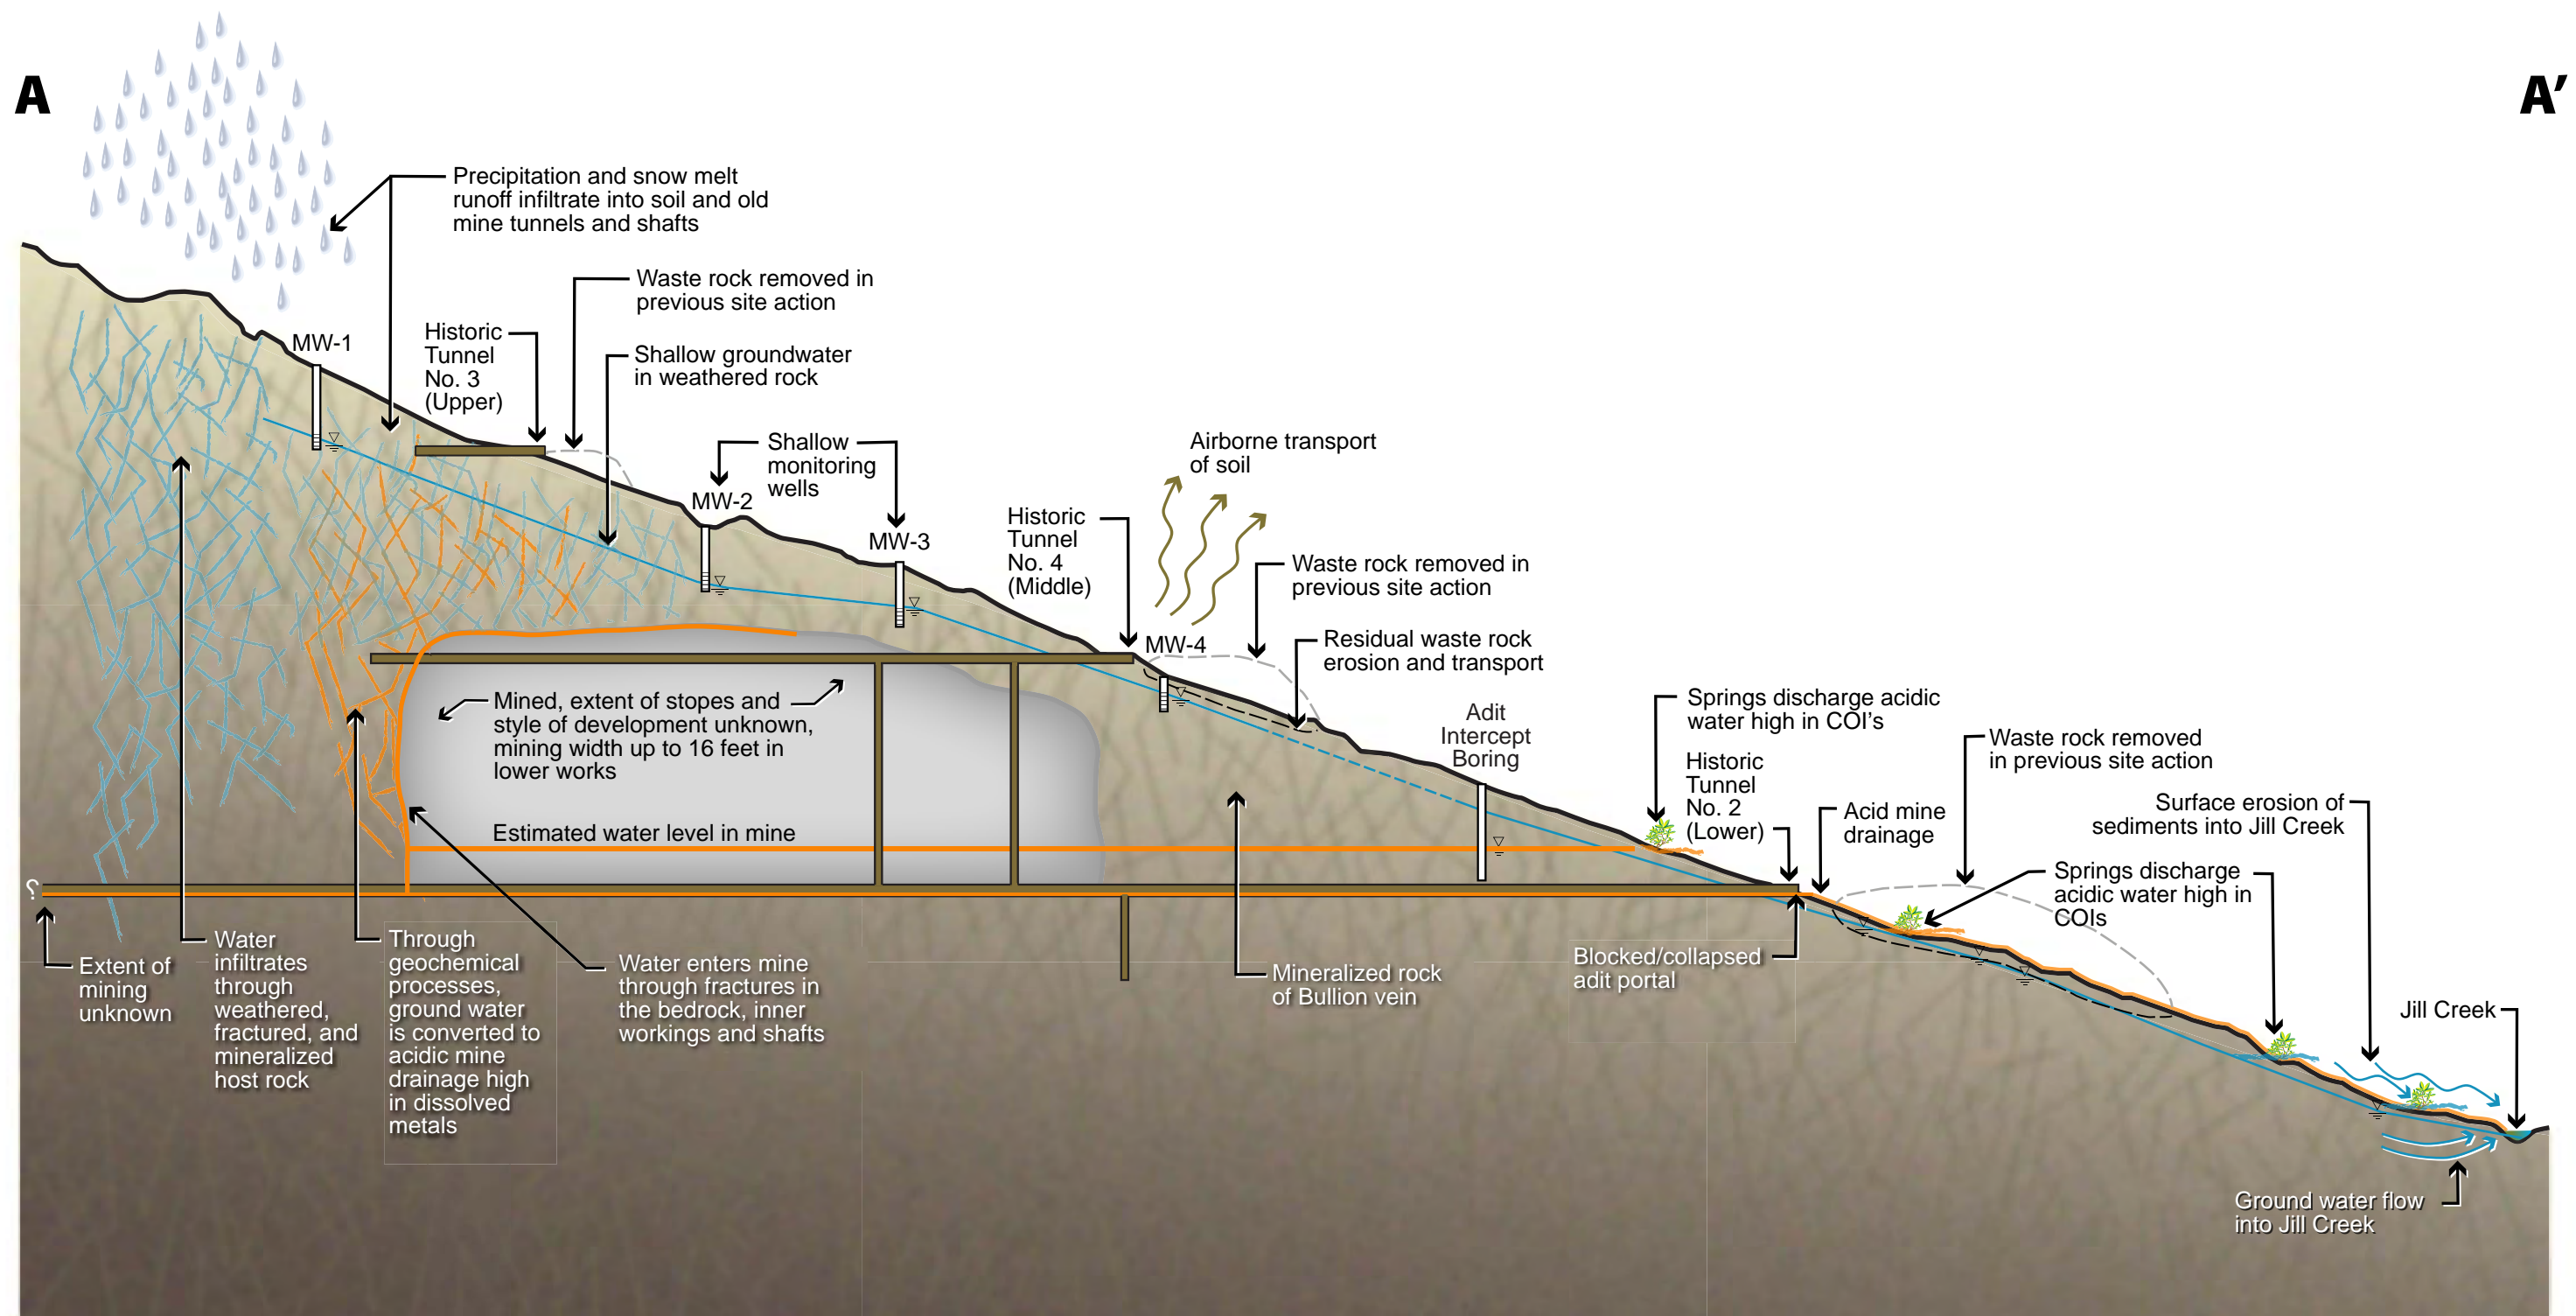 A
A’
Precipitation and snow melt
runoff infiltrate into soil and old
mine tunnels and shafts
Waste rock removed in
previous site action
MW-1
Historic
Tunnel
No. 3
(Upper)
Shallow groundwater
in weathered rock
Shallow
monitoring
wells
MW-2
MW-3
Airborne transport
of soil
Historic
Tunnel
No. 4
(Middle)
MW-4
Waste rock removed in
previous site action
Residual waste rock
erosion and transport
Adit
Intercept
Boring
Mined, extent of stopes and
style of development unknown,
mining width up to 16 feet in
lower works
Estimated water level in mine
Springs discharge acidic
water high in COI’s
Historic
Tunnel
No. 2
(Lower)
Acid mine
drainage
Waste rock removed
in previous site action
Surface erosion of
sediments into Jill Creek
Springs discharge
acidic water high in
COIs
?
Extent of
mining
unknown
Water
infiltrates
through
weathered,
fractured, and
mineralized
host rock
Through
geochemical
processes,
ground water
is converted to
acidic mine
drainage high
in dissolved
metals
Water enters mine
through fractures in
the bedrock, inner
workings and shafts
Mineralized rock
of Bullion vein
Blocked/collapsed
adit portal
Jill Creek
Ground water flow
into Jill Creek